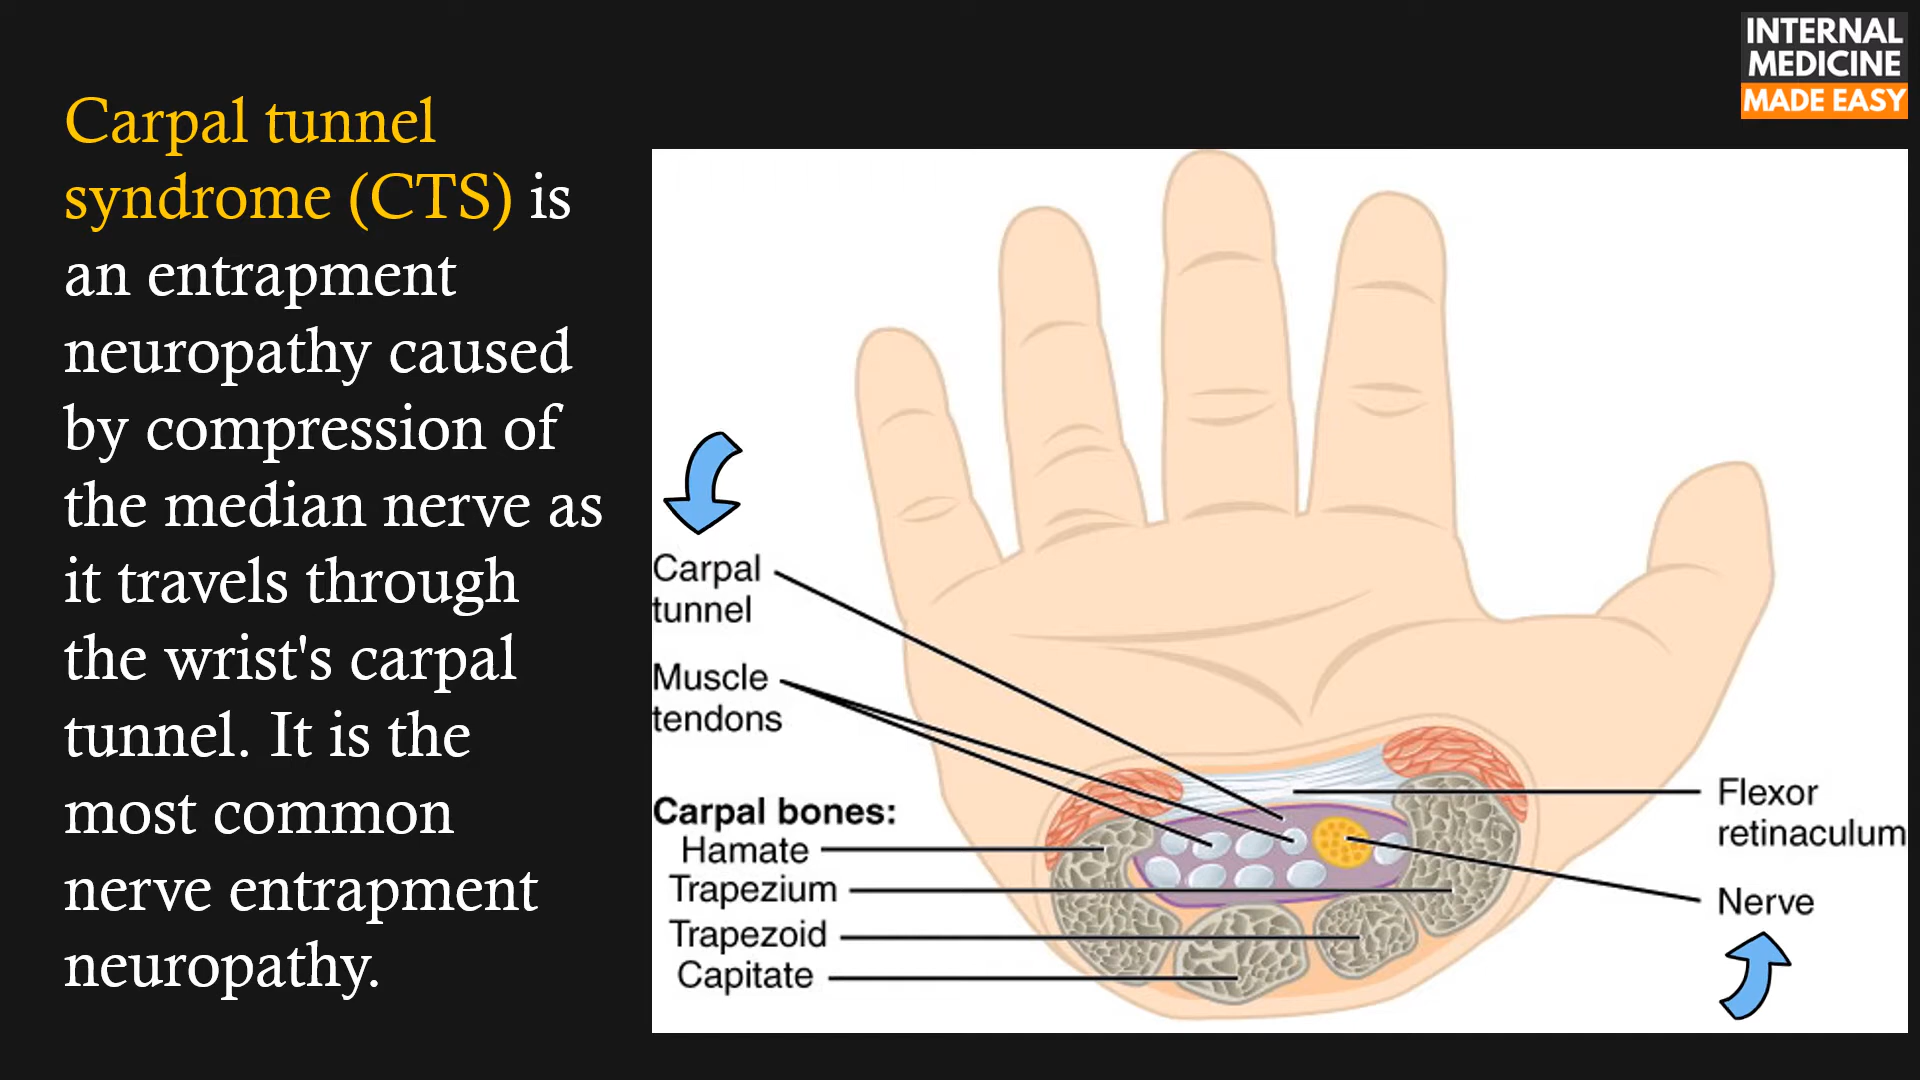 INTERNAL
MEDICINE
MADE EASY
Carpal tunnel
syndrome (CTS) is
an entrapment
neuropathy caused
by compression of
the median nerve as
it travels through
the wrist's carpal
tunnel. It is the
most common
nerve entrapment
neuropathy.
Carpal
tunnel
Muscle
tendons
Carpal bones:
Hamate
Trapezium
Trapezoid
Capitate
Flexor
retinaculum
Nerve